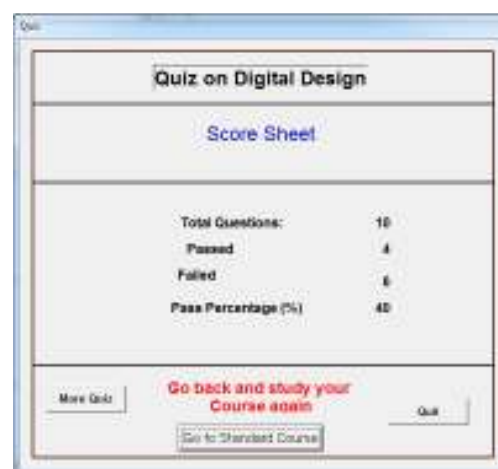 Quiz
Quiz on Digital Design
Score Sheet
Total Questions: 10
Passed 4
Failed 6
Pass Percentage (%) 40
Go back and study your
Course again
More Quiz
Quit
Go to Standard Course